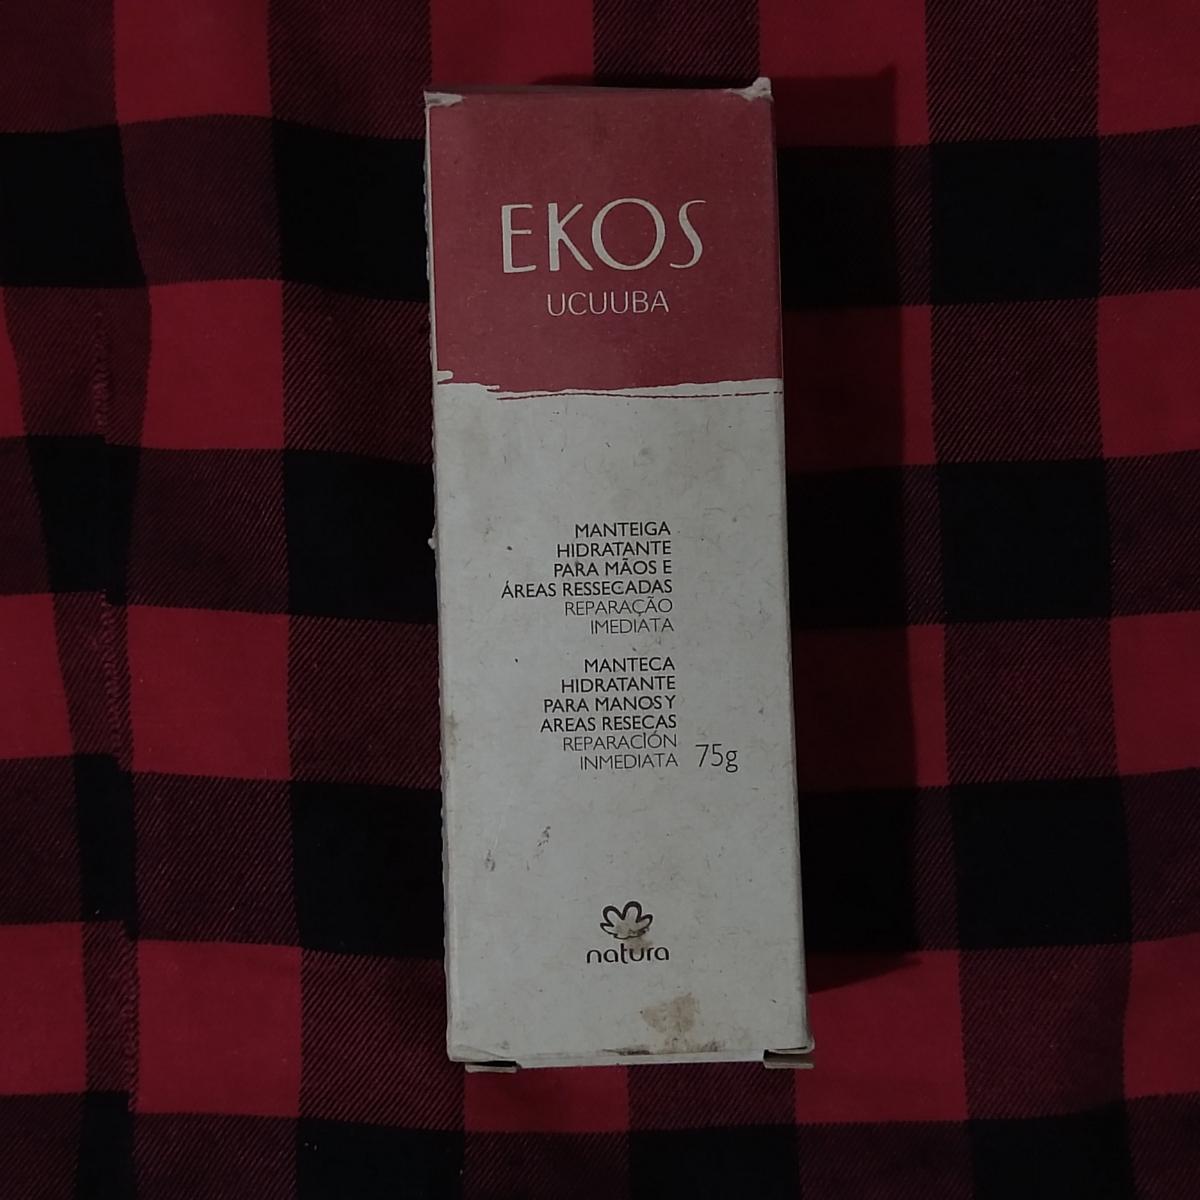 EKOS
UCUUBA
MANTEIGA
HIDRATANTE
PARA MÃOS E
ÁREAS RESSECADAS
REPARAÇÃO
IMEDIATA
MANTECA
HIDRATANTE
PARA MANOS Y
AREAS RESECAS
REPARACIÓN
INMEDIATA 75g
natura